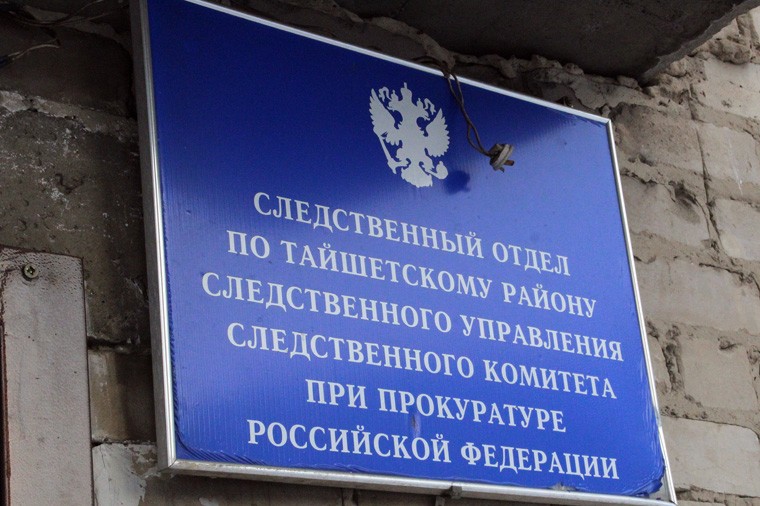 СЛЕДСТВЕННЫЙ ОТДЕЛ
ПО ТАЙШЕТСКОМУ РАЙОНУ
СЛЕДСТВЕННОГО УПРАВЛЕНИЯ
СЛЕДСТВЕННОГО КОМИТЕТА
ПРИ ПРОКУРАТУРЕ
РОССИЙСКОЙ ФЕДЕРАЦИИ